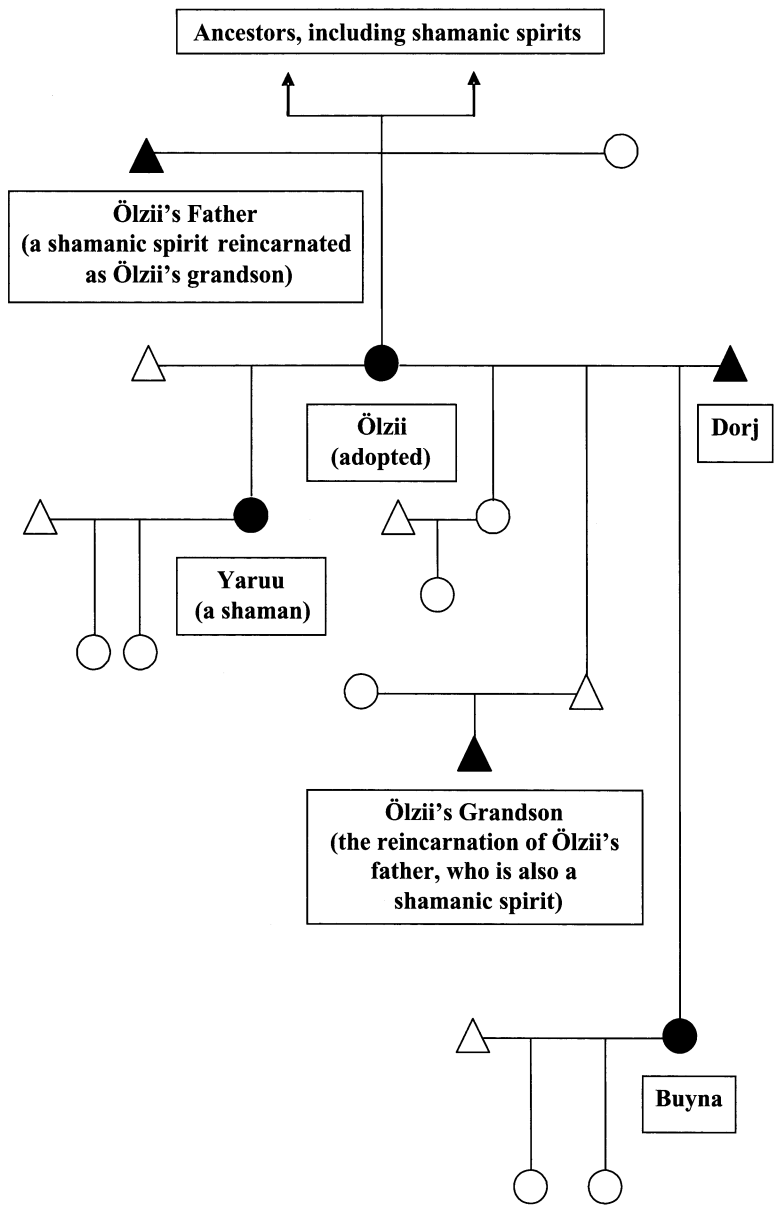 Ancestors, including shamanic spirits
Ölzii's Father
(a shamanic spirit reincarnated
as Ölzii's grandson)
Ölzii
(adopted)
Dorj
Yaruu
(a shaman)
Ölzii's Grandson
(the reincarnation of Ölzii's
father, who is also a
shamanic spirit)
Buyna